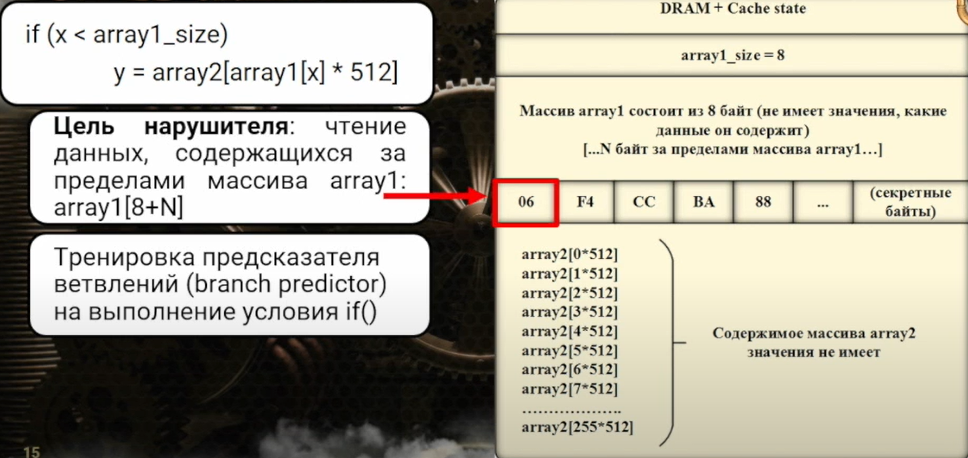 if (x < array1_size)
y = array2[array1[x] * 512]
Цель нарушителя: чтение
данных, содержащихся за
пределами массива array1:
array1[8+N]
Тренировка предсказателя
ветвлений (branch predictor)
на выполнение условия if()
15
DRAM + Cache state
array1_size = 8
Массив array1 состоит из 8 байт (не имеет значения, какие
данные он содержит)
[...N байт за пределами массива array1…]
06 F4 CC BA 88 ... (секретные
байты)
array2[0*512]
array2[1*512]
array2[2*512]
array2[3*512]
array2[4*512]
array2[5*512]
array2[6*512]
array2[7*512]
………………..
array2[255*512]
Содержимое массива array2
значения не имеет